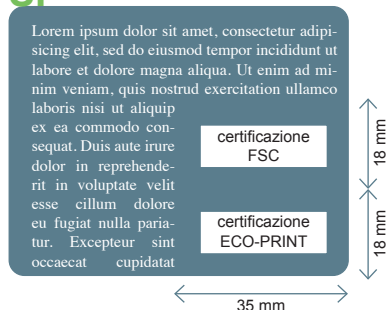 Lorem ipsum dolor sit amet, consectetur adipi-
sicing elit, sed do eiusmod tempor incididunt ut
labore et dolore magna aliqua. Ut enim ad mi-
nim veniam, quis nostrud exercitation ullamco
laboris nisi ut aliquip
ex ea commodo con-
sequat. Duis aute irure
dolor in reprehende-
rit in voluptate velit
esse cillum dolore
eu fugiat nulla paria-
tur. Excepteur sint
occaecat cupidatat
certificazione
FSC
certificazione
ECO-PRINT
18 mm
18 mm
35 mm